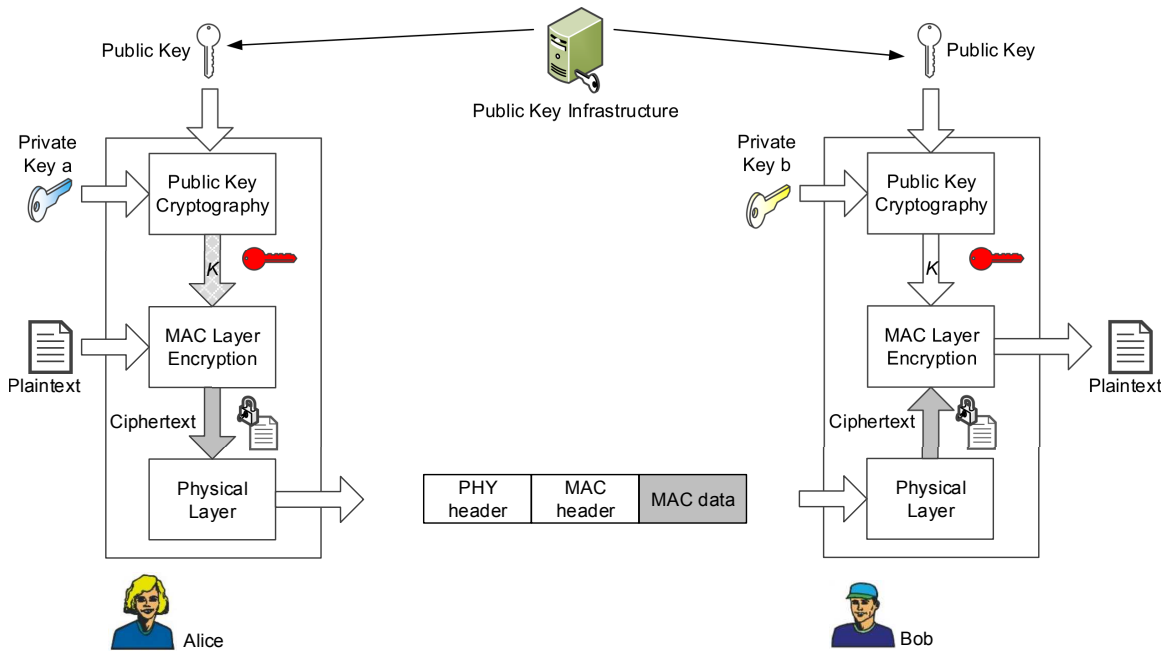 Public Key
Public Key Infrastructure
Public Key
Private
Key a
Public Key
Cryptography
K
MAC Layer
Encryption
Plaintext
Ciphertext
Physical
Layer
Alice
PHY
header
MAC
header
MAC data
Private
Key b
Public Key
Cryptography
K
MAC Layer
Encryption
Plaintext
Ciphertext
Physical
Layer
Bob